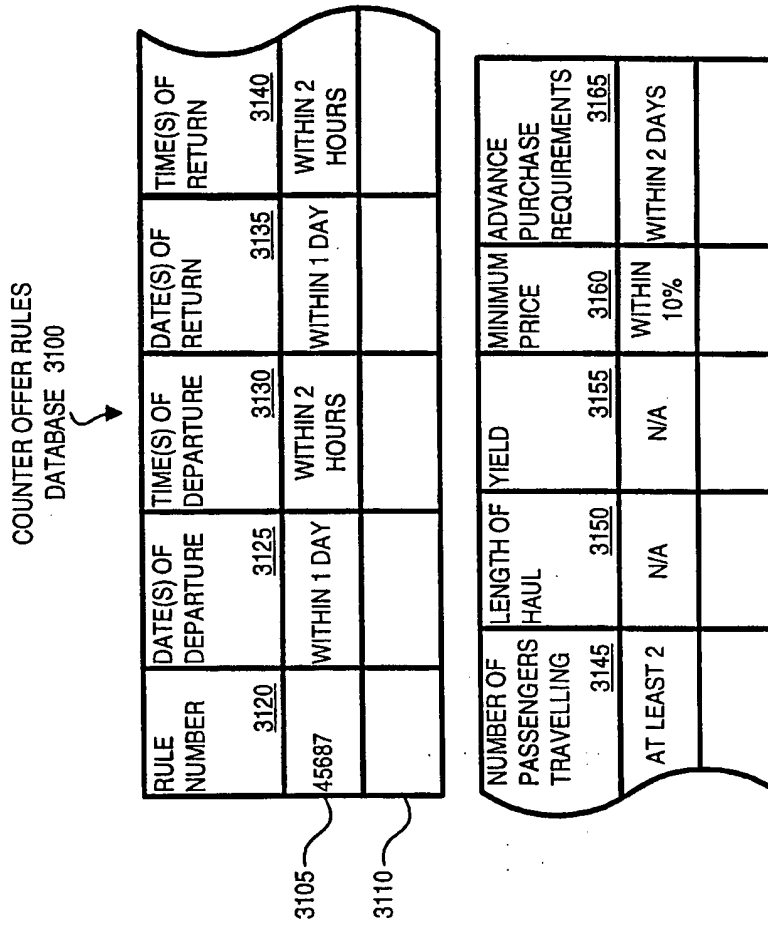 COUNTER OFFER RULES
DATABASE 3100
RULE
NUMBER
3120
DATE(S) OF
DEPARTURE
3125
TIME(S) OF
DEPARTURE
3130
DATE(S) OF
RETURN
3135
TIME(S) OF
RETURN
3140
3105
45687
WITHIN 1 DAY
WITHIN 2
HOURS
WITHIN 1 DAY
WITHIN 2
HOURS
3110
NUMBER OF
PASSENGERS
TRAVELLING
3145
LENGTH OF
HAUL
3150
YIELD
3155
MINIMUM
PRICE
3160
ADVANCE
PURCHASE
REQUIREMENTS
3165
AT LEAST 2
N/A
N/A
WITHIN
10%
WITHIN 2 DAYS